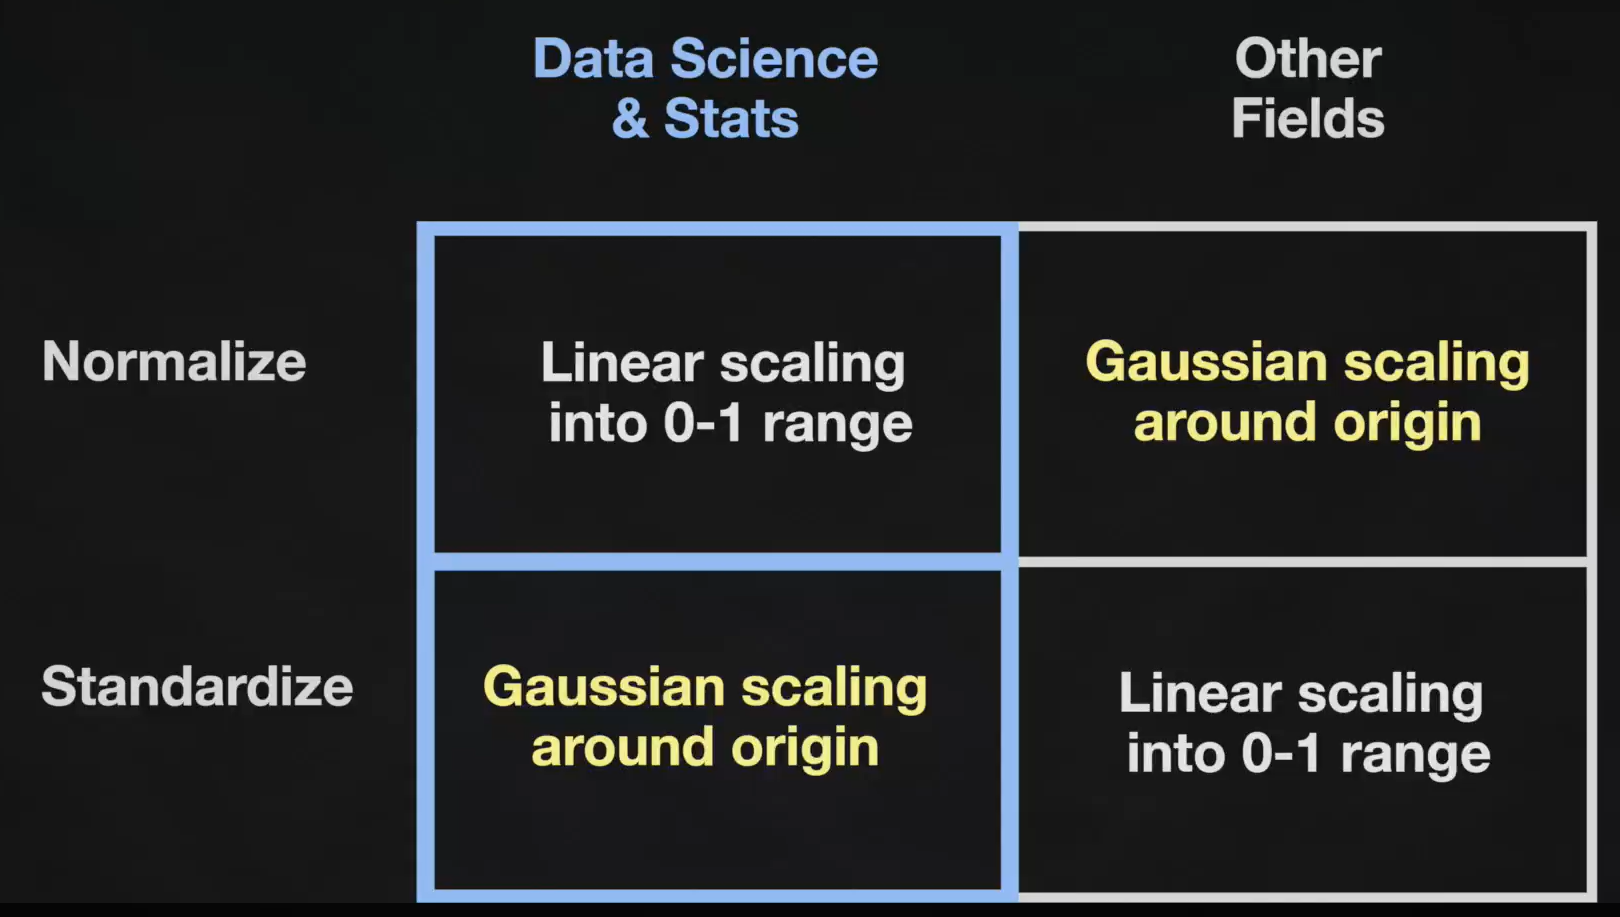 Data Science
& Stats
Other
Fields
Normalize
Linear scaling
into 0-1 range
Gaussian scaling
around origin
Standardize
Gaussian scaling
around origin
Linear scaling
into 0-1 range